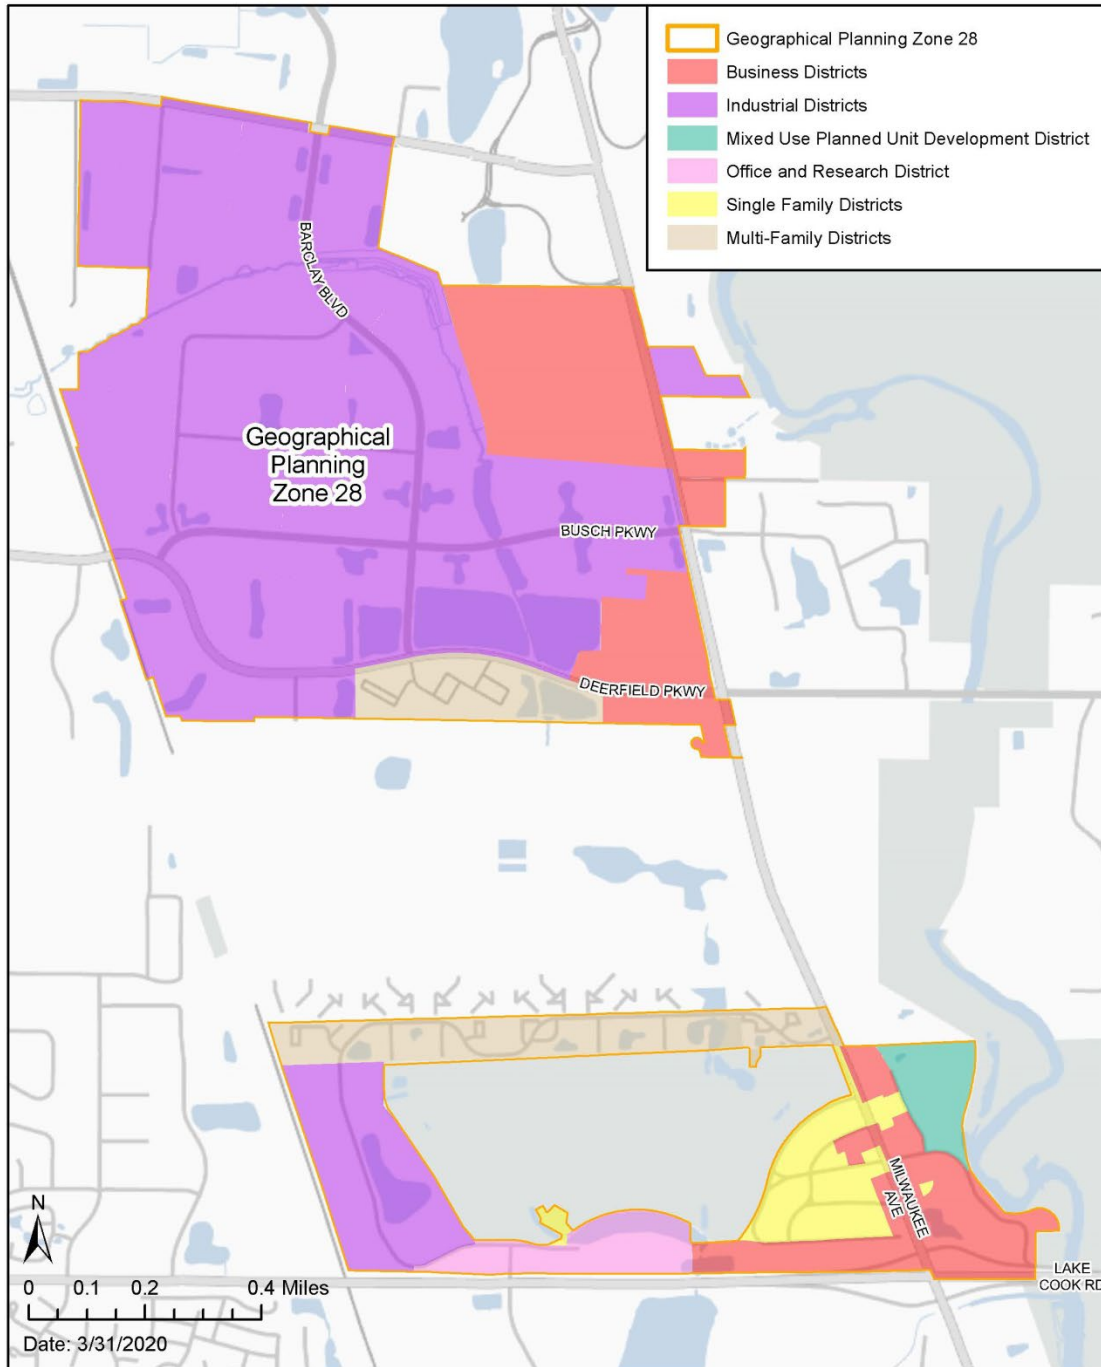 Geographical Planning Zone 28
Business Districts
Industrial Districts
Mixed Use Planned Unit Development District
Office and Research District
Single Family Districts
Multi-Family Districts
BARCLAY BLVD
Geographical
Planning
Zone 28
BUSCH PKWY
DEERFIELD PKWY
MILWAUKEE
AVE
LAKE
COOK RD
N
0 0.1 0.2 0.4 Miles
Date: 3/31/2020